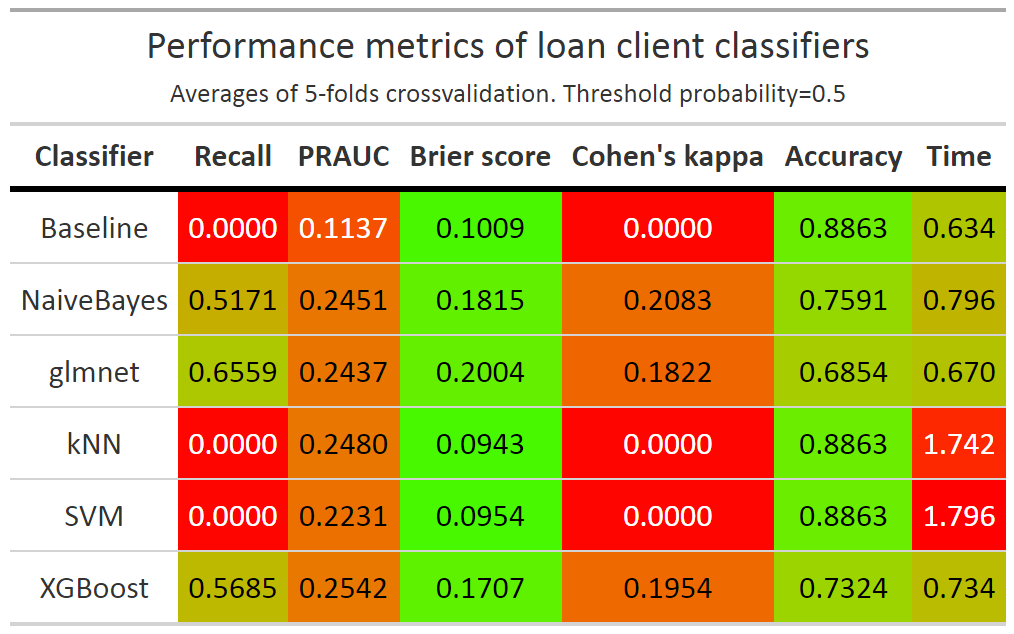 Performance metrics of loan client classifiers
Averages of 5-folds crossvalidation. Threshold probability=0.5
Classifier Recall PRAUC Brier score Cohen's kappa Accuracy Time
Baseline 0.0000 0.1137 0.1009 0.0000 0.8863 0.634
NaiveBayes 0.5171 0.2451 0.1815 0.2083 0.7591 0.796
glmnet 0.6559 0.2437 0.2004 0.1822 0.6854 0.670
kNN 0.0000 0.2480 0.0943 0.0000 0.8863 1.742
SVM 0.0000 0.2231 0.0954 0.0000 0.8863 1.796
XGBoost 0.5685 0.2542 0.1707 0.1954 0.7324 0.734